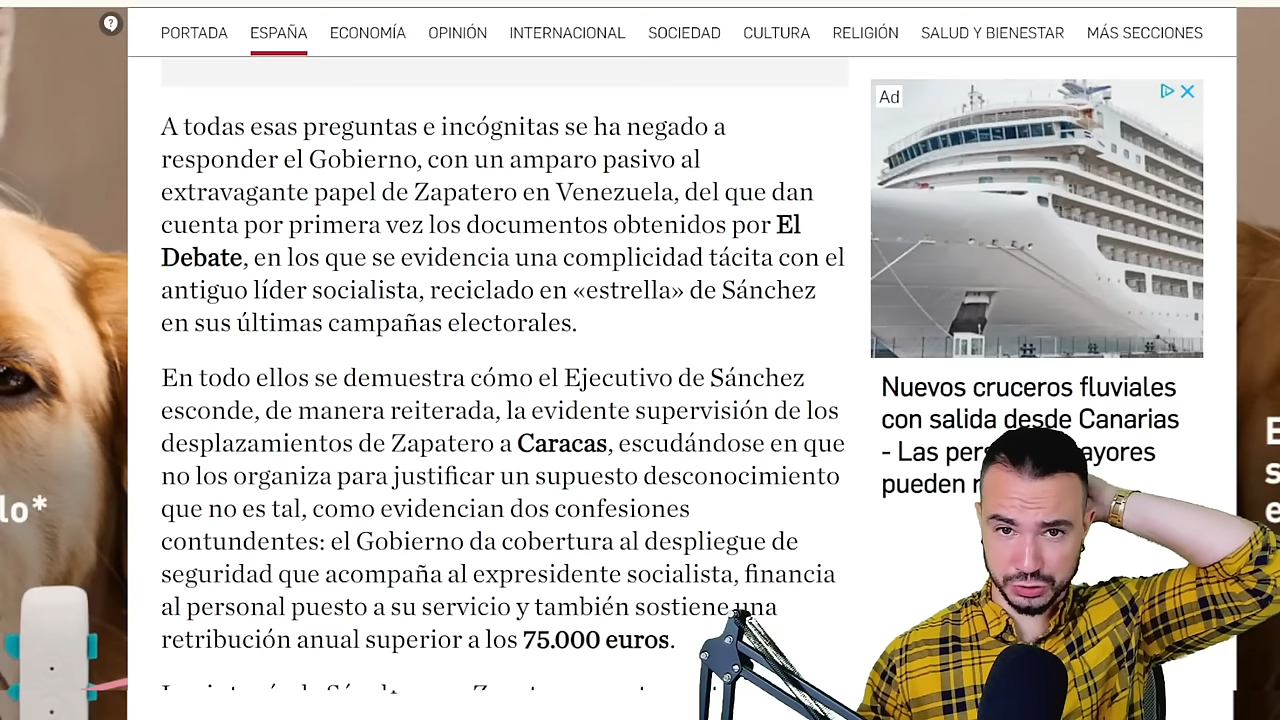 PORTADA ESPAÑA ECONOMÍA OPINIÓN INTERNACIONAL SOCIEDAD CULTURA RELIGIÓN SALUD Y BIENESTAR MÁS SECCIONES
A todas esas preguntas e incógnitas se ha negado a
responder el Gobierno, con un amparo pasivo al
extravagante papel de Zapatero en Venezuela, del que dan
cuenta por primera vez los documentos obtenidos por El
Debate, en los que se evidencia una complicidad tácita con el
antiguo líder socialista, reciclado en «estrella» de Sánchez
en sus últimas campañas electorales.
En todo ellos se demuestra cómo el Ejecutivo de Sánchez
esconde, de manera reiterada, la evidente supervisión de los
desplazamientos de Zapatero a Caracas, escudándose en que
no los organiza para justificar un supuesto desconocimiento
que no es tal, como evidencian dos confesiones
contundentes: el Gobierno da cobertura al despliegue de
seguridad que acompaña al expresidente socialista, financia
al personal puesto a su servicio y también sostiene una
retribución anual superior a los 75.000 euros.
Ad
Nuevos cruceros fluviales
con salida desde Canarias
- Las
pueden
lo*